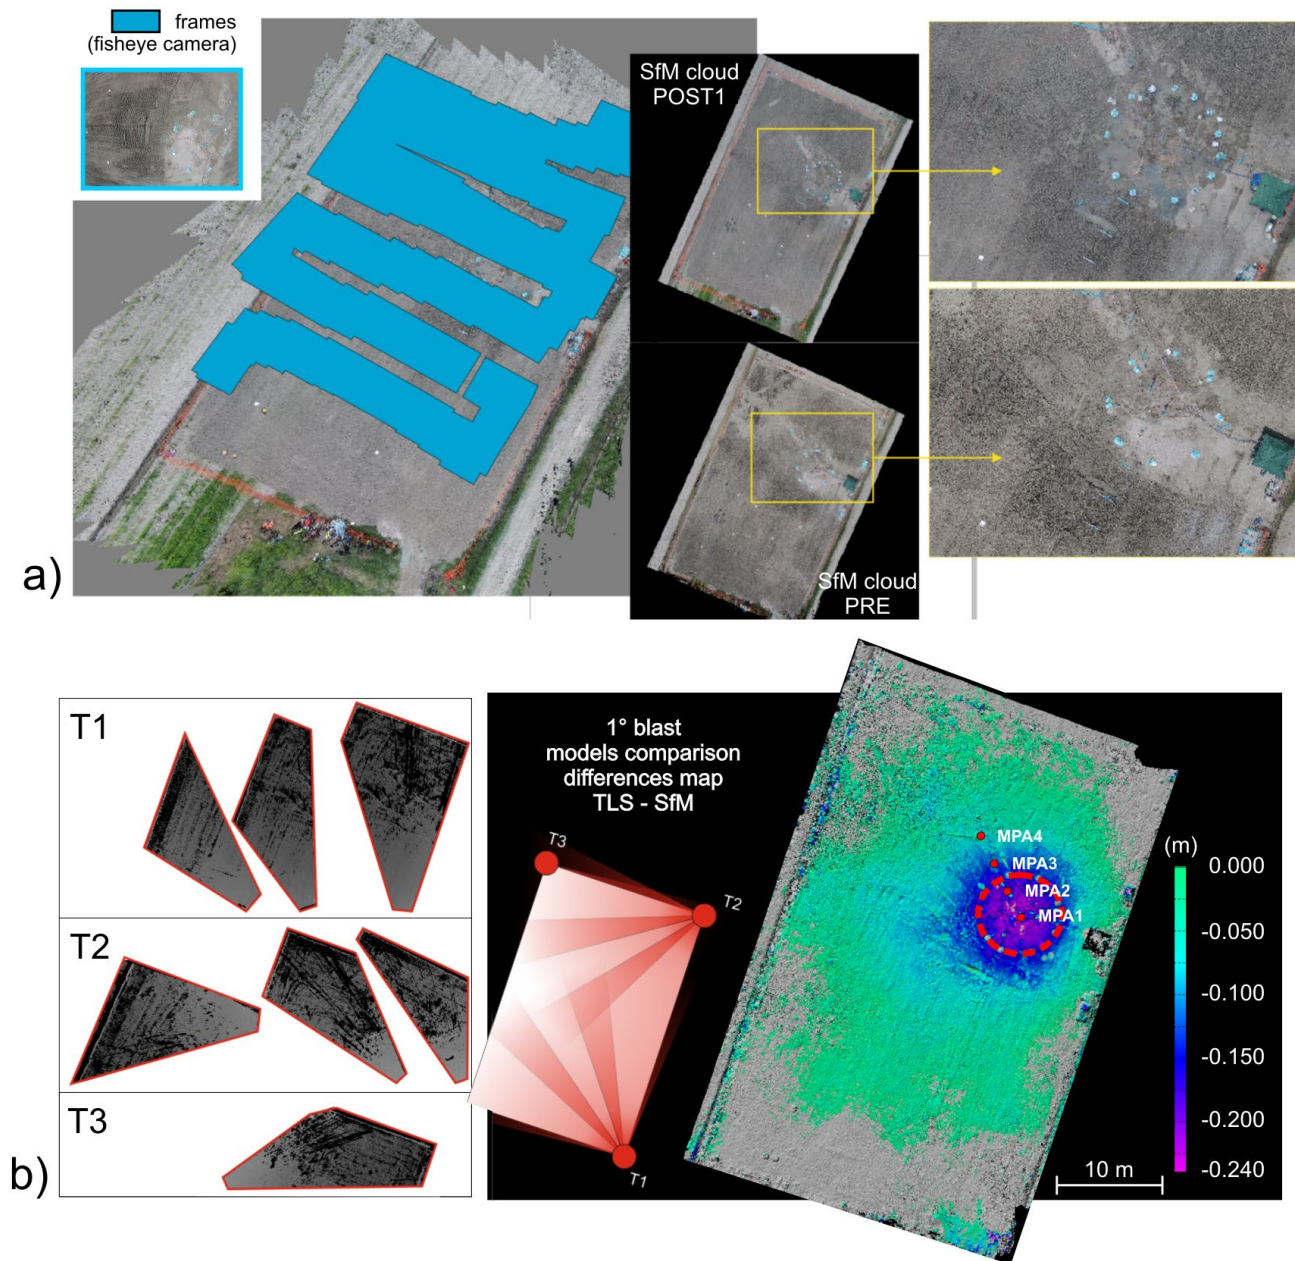 frames
(fisheye camera)
SfM cloud
POST1
SfM cloud
PRE
a)
T1
T2
T3
b)
1° blast
models comparison
differences map
TLS - SfM
T3
T2
T1
MPA4
MPA3
MPA2
MPA1
(m)
0.000
-0.050
-0.100
-0.150
-0.200
-0.240
10 m